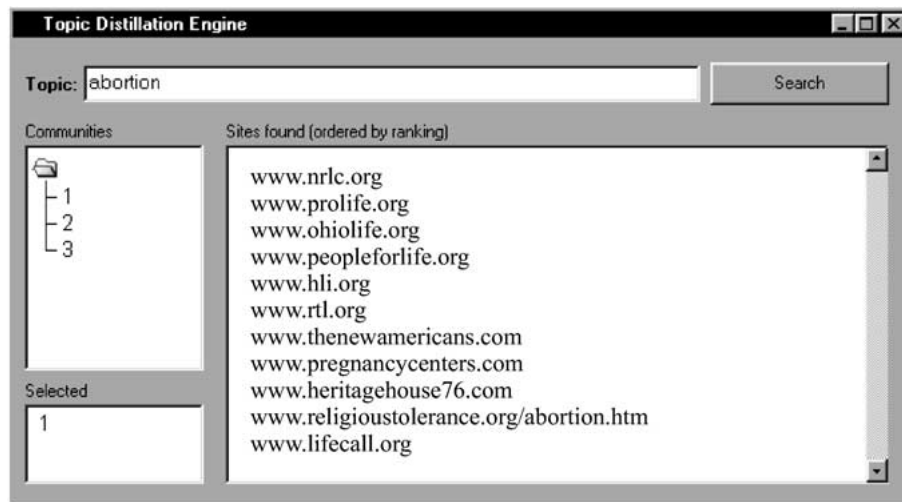 Topic Distillation Engine
Topic: abortion Search
Communities
1
2
3
Selected
1
Sites found (ordered by ranking)
www.nrlc.org
www.prolife.org
www.ohiolife.org
www.peopleforlife.org
www.hli.org
www.rtl.org
www.thenewamericans.com
www.pregnancycenters.com
www.heritagehouse76.com
www.religioustolerance.org/abortion.htm
www.lifecall.org